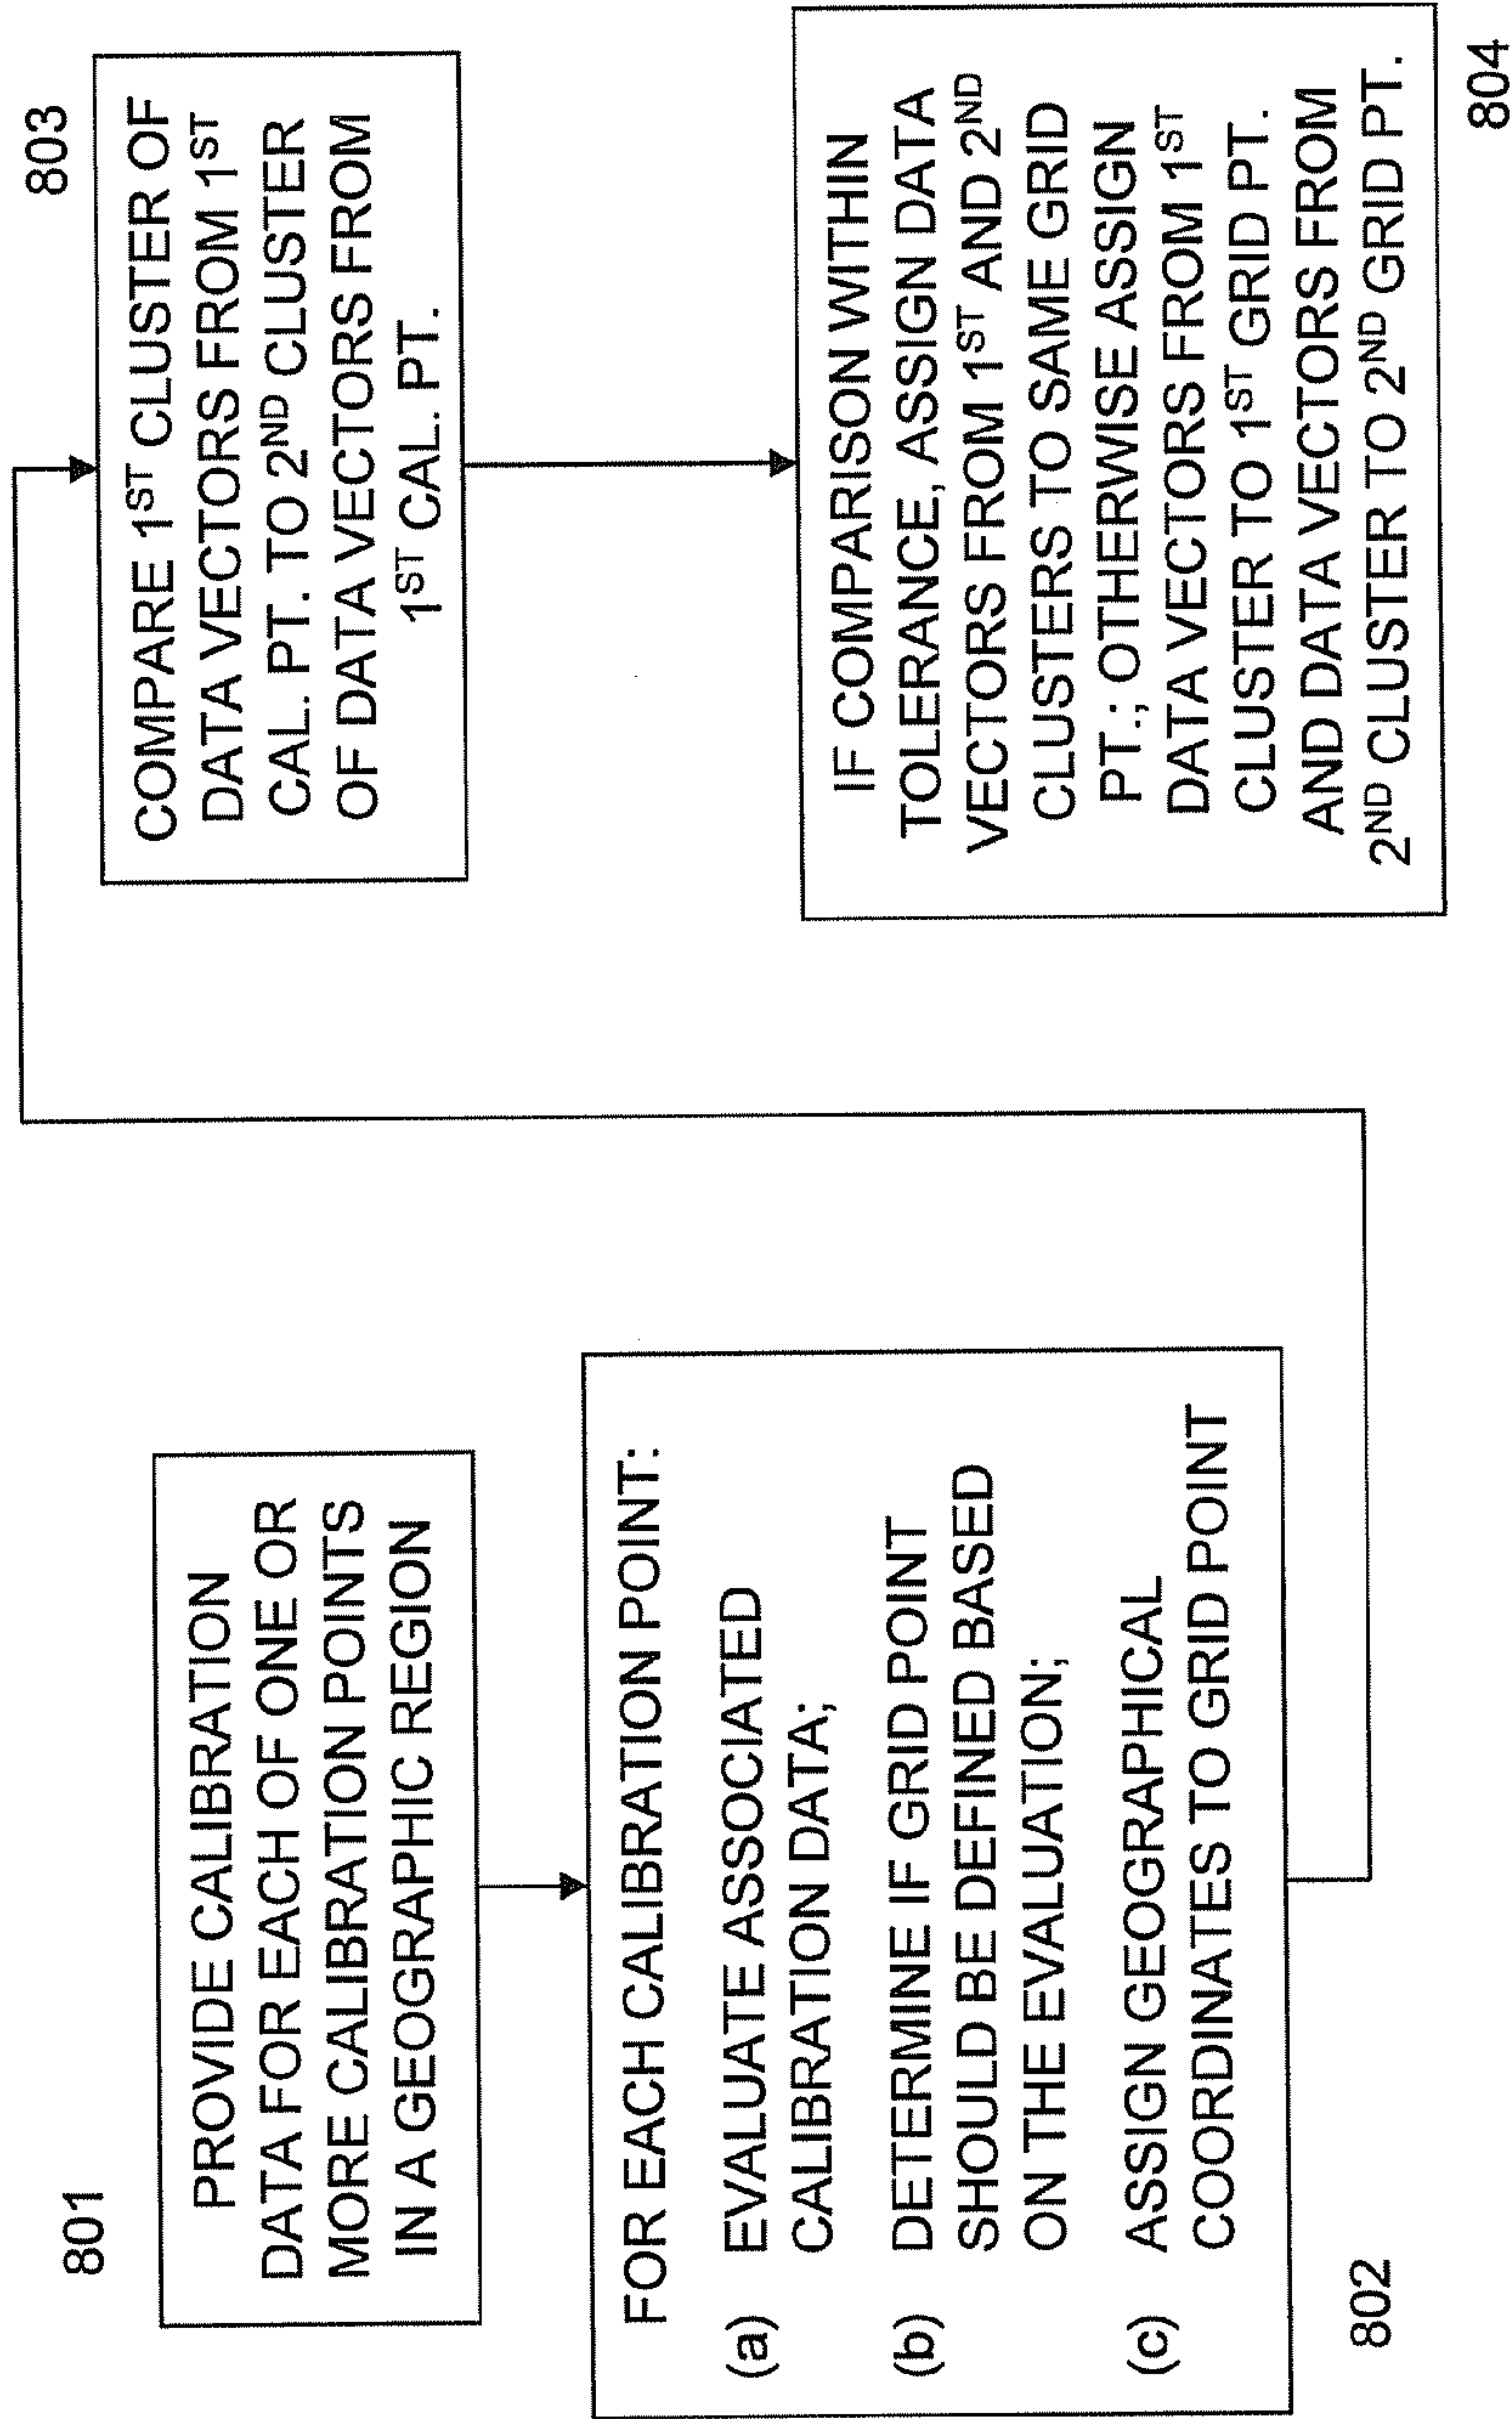 801
PROVIDE CALIBRATION
DATA FOR EACH OF ONE OR
MORE CALIBRATION POINTS
IN A GEOGRAPHIC REGION
FOR EACH CALIBRATION POINT:
(a) EVALUATE ASSOCIATED
CALIBRATION DATA;
(b) DETERMINE IF GRID POINT
SHOULD BE DEFINED BASED
ON THE EVALUATION;
(c) ASSIGN GEOGRAPHICAL
COORDINATES TO GRID POINT
802
803
COMPARE 1ST CLUSTER OF
DATA VECTORS FROM 1ST
CAL. PT. TO 2ND CLUSTER
OF DATA VECTORS FROM
1ST CAL. PT.
IF COMPARISON WITHIN
TOLERANCE, ASSIGN DATA
VECTORS FROM 1ST AND 2ND
CLUSTERS TO SAME GRID
PT.; OTHERWISE ASSIGN
DATA VECTORS FROM 1ST
CLUSTER TO 1ST GRID PT.
AND DATA VECTORS FROM
2ND CLUSTER TO 2ND GRID PT.
804